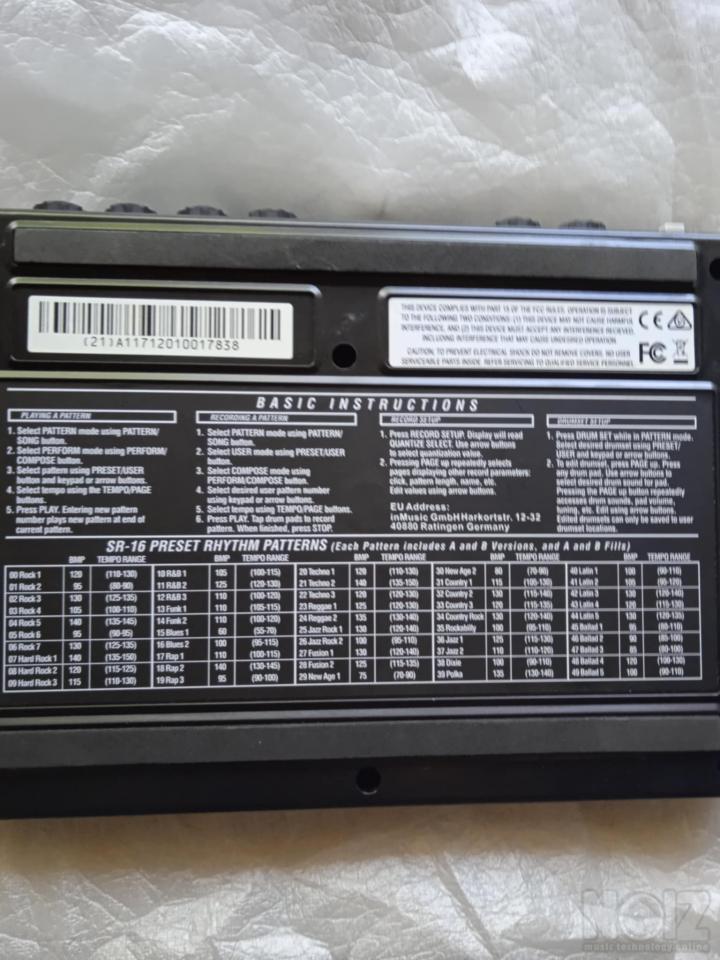 (21)A11712010017838
THIS DEVICE COMPLIES WITH PART 15 OF THE FCC RULES. OPERATION IS SUBJECT
TO THE FOLLOWING TWO CONDITIONS: (1) THIS DEVICE MAY NOT CAUSE HARMFUL
INTERFERENCE, AND (2) THIS DEVICE MUST ACCEPT ANY INTERFERENCE RECIEVED,
INCLUDING INTERFERENCE THAT MAY CAUSE UNDESIRED OPERATION.
CAUTION: TO PREVENT ELECTRICAL SHOCK DO NOT REMOVE COVERS. NO USER
SERVICEABLE PARTS INSIDE. REFER SERVICING TO QUALIFIED SERVICE PERSONNEL.
CE
FC
BASIC INSTRUCTIONS
PLAYING A PATTERN
1. Select PATTERN mode using PATTERN/
SONG button.
2. Select PERFORM mode using PERFORM/
COMPOSE button.
3. Select pattern using PRESET/USER
button and keypad or arrow buttons.
4. Select tempo using the TEMPO/PAGE
buttons.
5. Press PLAY. Entering new pattern
number plays new pattern at end of
current pattern.
RECORDING A PATTERN
1. Select PATTERN mode using PATTERN/
SONG button.
2. Select USER mode using PRESET/USER
button.
3. Select COMPOSE mode using
PERFORM/COMPOSE button.
4. Select desired user pattern number
using keypad or arrow buttons.
5. Select tempo using TEMPO/PAGE buttons.
6. Press PLAY. Tap drum pads to record
pattern. When finished, press STOP.
RECORD SETUP
1. Press RECORD SETUP. Display will read
QUANTIZE SELECT. Use arrow buttons
to select quantization value.
2. Pressing PAGE up repeatedly selects
pages displaying other record parameters:
click, pattern length, name, etc.
Edit values using arrow buttons.
EU Address:
inMusic GmbHHarkortstr. 12-32
40880 Ratingen Germany
DRUMSET SETUP
1. Press DRUM SET while in PATTERN mode.
Select desired drumset using PRESET/
USER and keypad or arrow buttons.
2. To edit drumset, press PAGE up. Press
any drum pad. Use arrow buttons to
select desired drum sound for pad.
Pressing the PAGE up button repeatedly
accesses drum sounds, pad volume,
tuning, etc. Edit using arrow buttons.
Edited drumsets can only be saved to user
drumset locations.
SR-16 PRESET RHYTHM PATTERNS (Each Pattern includes A and B Versions, and A and B Fills)
BMP TEMPO RANGE BMP TEMPO RANGE BMP TEMPO RANGE BMP TEMPO RANGE BMP TEMPO RANGE
00 Rock 1 120 (110-130) 10 R&B 1 105 (100-115) 20 Techno 1 120 (110-130) 30 New Age 2 80 (70-90) 40 Latin 1 100 (90-110)
01 Rock 2 95 (80-90) 11 R&B 2 125 (120-130) 21 Techno 2 140 (135-150) 31 Country 1 115 (105-130) 41 Latin 2 105 (95-120)
02 Rock 3 130 (125-135) 12 R&B 3 110 (100-120) 22 Techno 3 120 (110-130) 32 Country 2 130 (120-140) 42 Latin 3 130 (120-140)
03 Rock 4 105 (100-110) 13 Funk 1 110 (105-115) 23 Reggae 1 125 (120-130) 33 Country 3 120 (115-135) 43 Latin 4 120 (115-130)
04 Rock 5 140 (135-145) 14 Funk 2 110 (100-120) 24 Reggae 2 135 (130-140) 34 Country Rock 130 (120-140) 44 Latin 5 130 (120-140)
05 Rock 6 95 (90-95) 15 Blues 1 60 (55-70) 25 Jazz Rock 1 130 (120-140) 35 Rockabilly 130 (120-140) 45 Ballad 1 95
06 Rock 7 130 (125-135) 16 Blues 2 (120-135) 26 Jazz Rock 2 100 (95-110) 36 Jazz 1 125 (115-130) 46 Ballad 2 90 (85-100)
07 Hard Rock 1 140 (135-150) 17 Rap 1 110 (100-115) 27 Fusion 1 130 (120-140) 37 Jazz 2 110 (110-120) 47 Ballad 3 85 (80-100)
08 Hard Rock 2 120 (115-125) 18 Rap 2 140 (130-145) 28 Fusion 2 125 (115-135) 38 Dixie 100 (90-110) 48 Ballad 4 120 (100-130)
09 Hard Rock 3 115 (110-130) 19 Rap 3 95 (90-100) 29 New Age 1 75 (70-90) 39 Polka 135 (130-140) 49 Ballad 5 100 (90-110)
NOIZ
music technology online